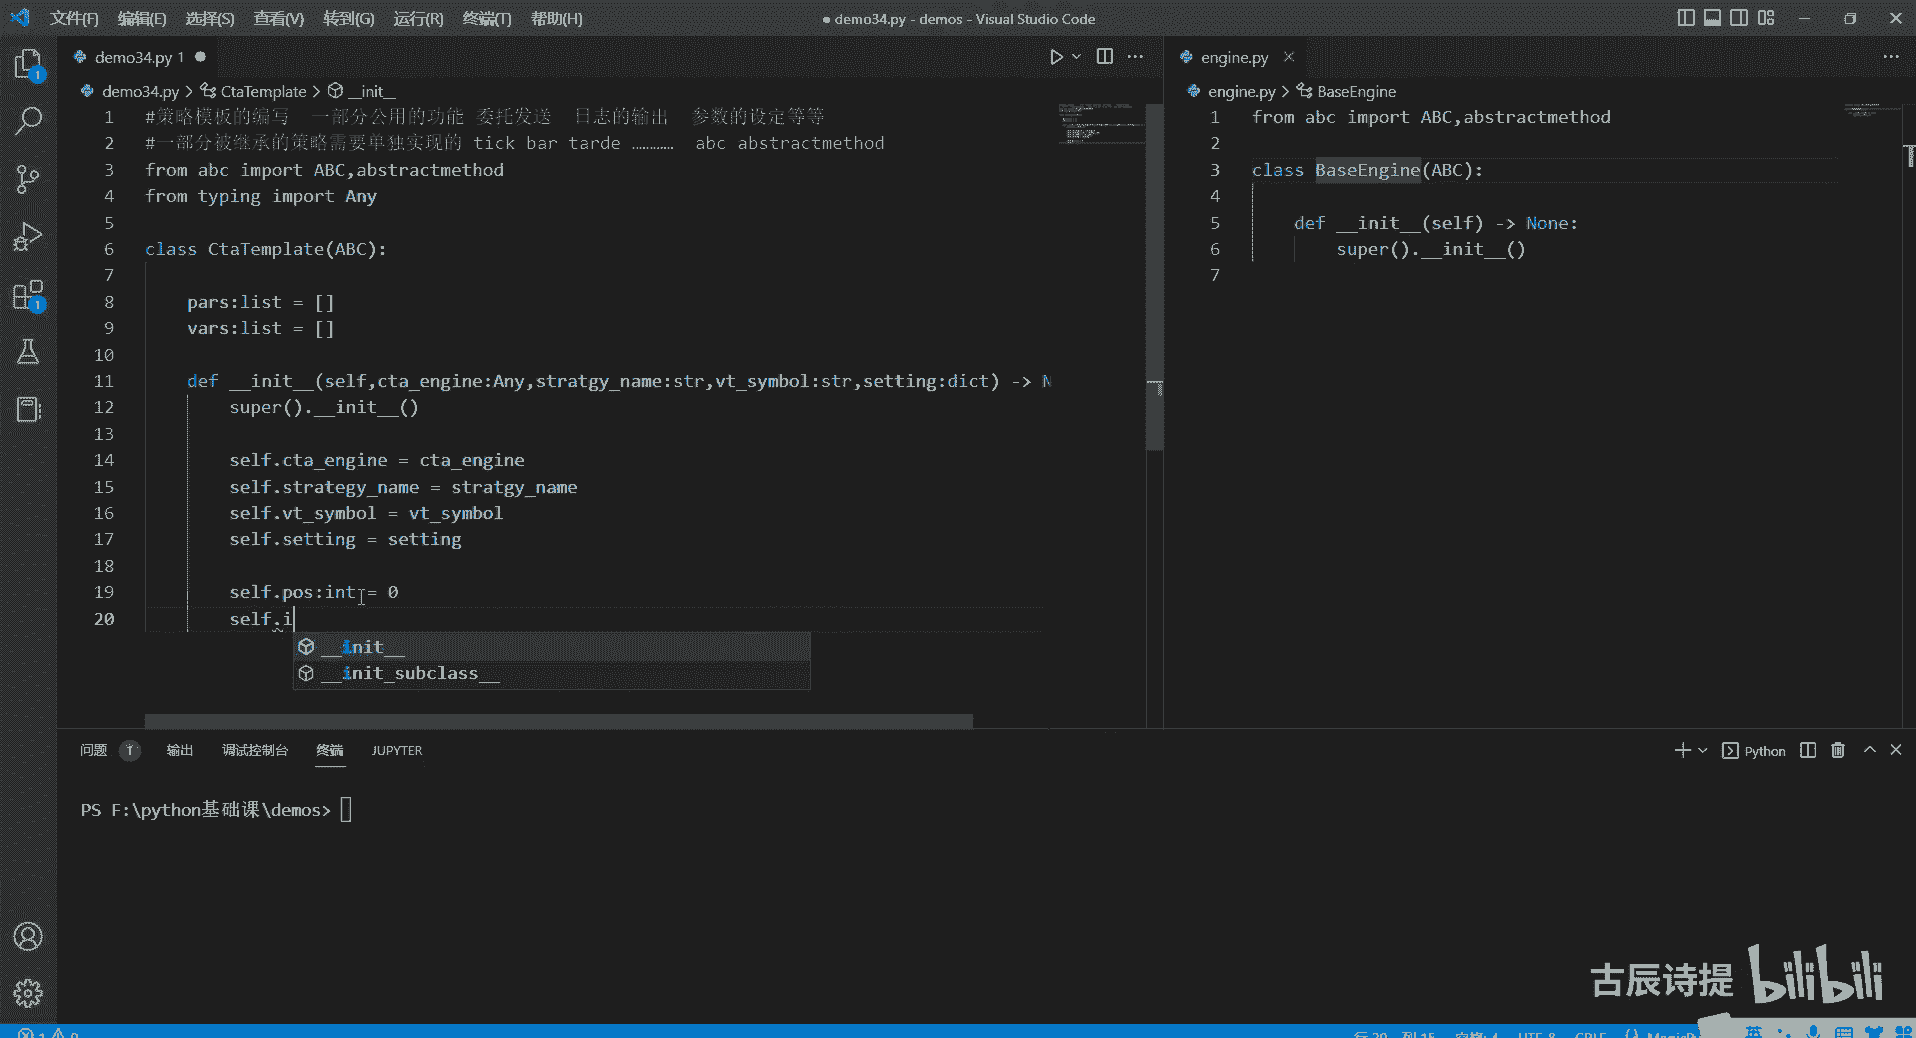 文件(F) 编辑(E) 选择(S) 查看(V) 转到(G) 运行(R) 终端(T) 帮助(H)
● demo34.py - demos - Visual Studio Code
demo34.py 1 ●
demo34.py > CtaTemplate > __init__
1 #策略模板的编写 一部分公用的功能 委托发送 日志的输出 参数的设定等等
2 #一部分被继承的策略需要单独实现的 tick bar tarde ………… abc abstractmethod
3 from abc import ABC,abstractmethod
4 from typing import Any
5
6 class CtaTemplate(ABC):
7
8 pars:list = []
9 vars:list = []
10
11 def __init__(self,cta_engine:Any,stratgy_name:str,vt_symbol:str,setting:dict) -> N
12 super().__init__()
13
14 self.cta_engine = cta_engine
15 self.strategy_name = stratgy_name
16 self.vt_symbol = vt_symbol
17 self.setting = setting
18
19 self.pos:int = 0
20 self.i
__init__
__init_subclass__
engine.py
engine.py > BaseEngine
1 from abc import ABC,abstractmethod
2
3 class BaseEngine(ABC):
4
5 def __init__(self) -> None:
6 super().__init__()
7
问题 1 输出 调试控制台 终端 JUPYTER
Python
PS F:\python基础课\demos>
古辰诗提 bilibili
英